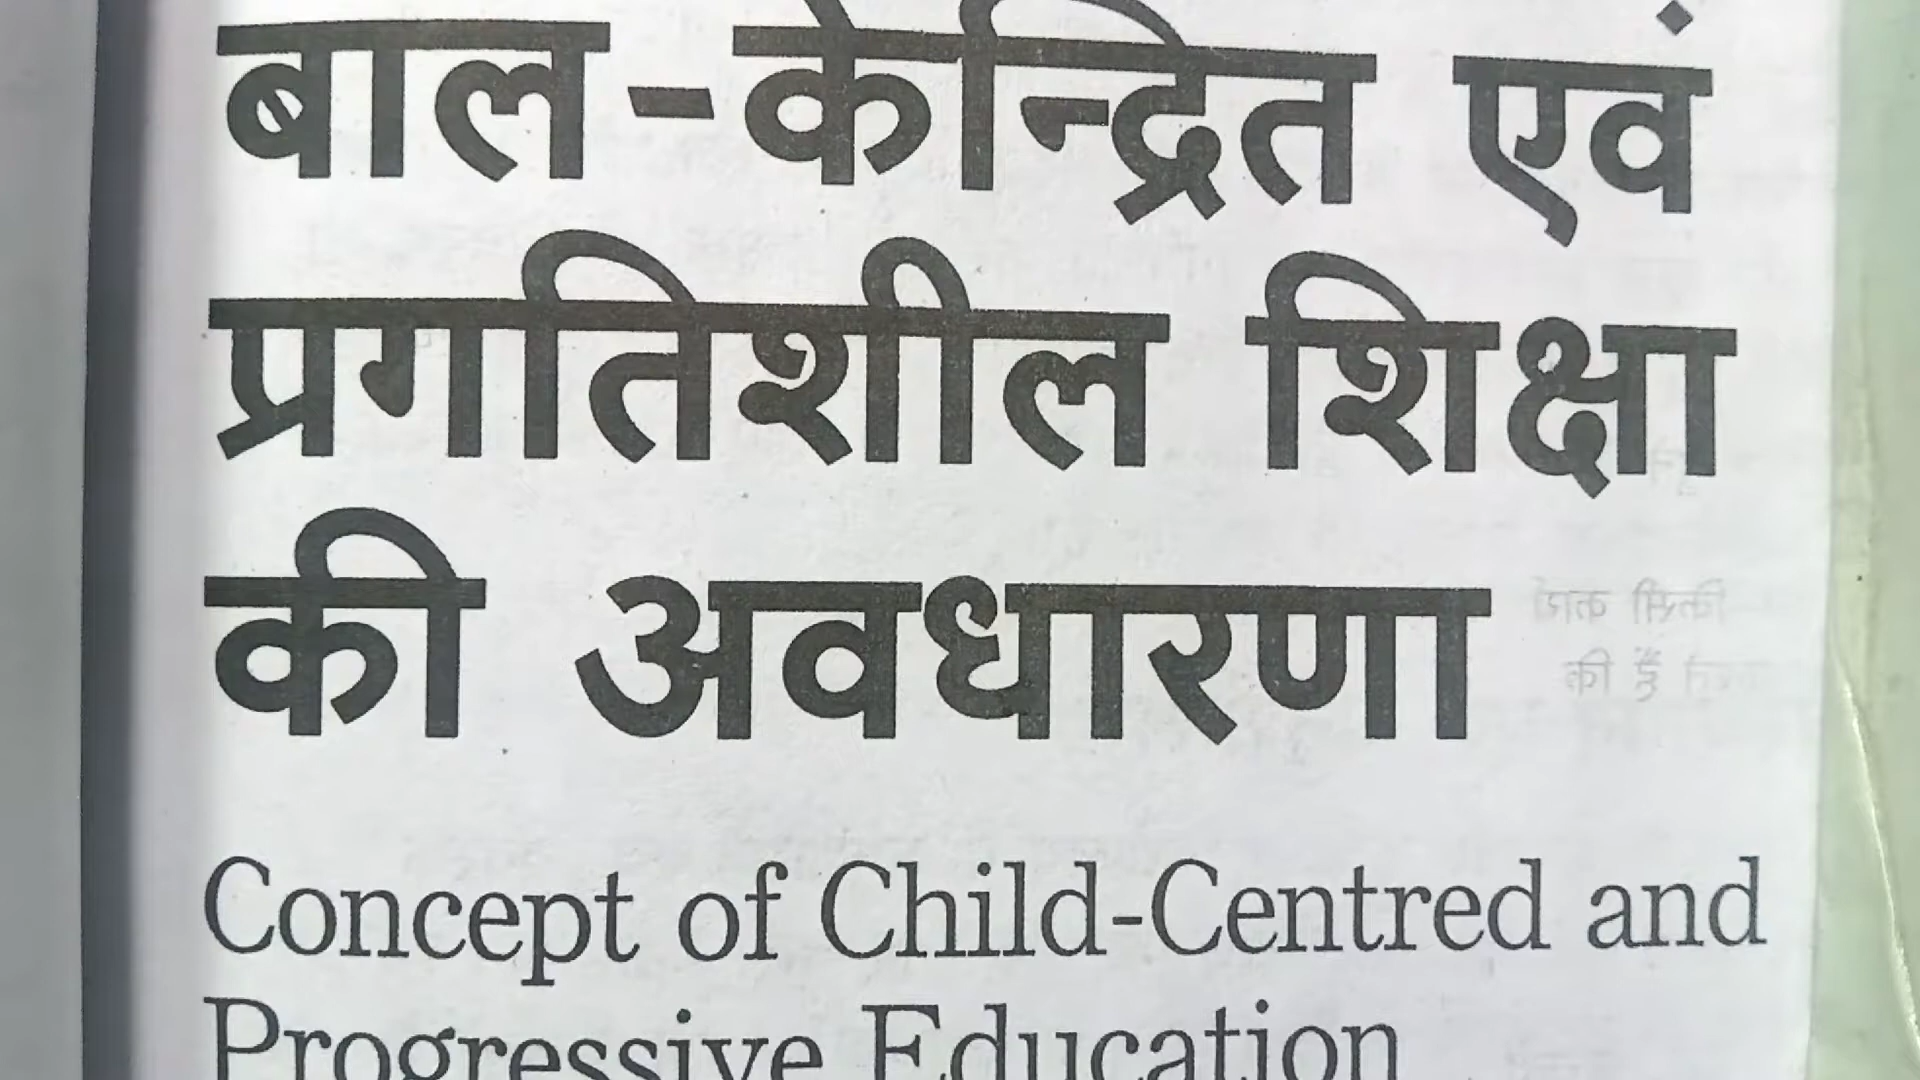 बाल-केन्द्रित एवं
प्रगतिशील शिक्षा
की अवधारणा
Concept of Child-Centred and
Progressive Education